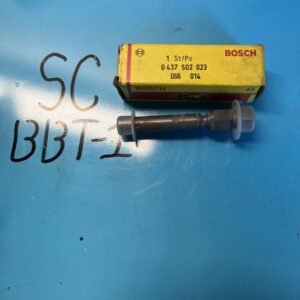 BOSCH
1 St/Pc
0 437 502 023
066 014
SC
BBT-1